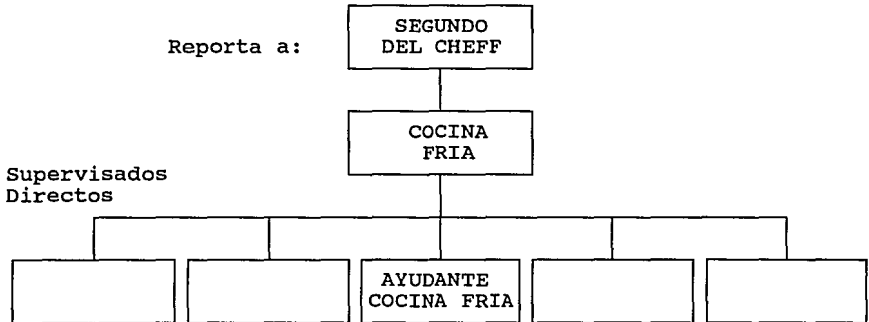 SEGUNDO
DEL CHEFF
Reporta a:
COCINA
FRIA
Supervisados
Directos
AYUDANTE
COCINA FRIA